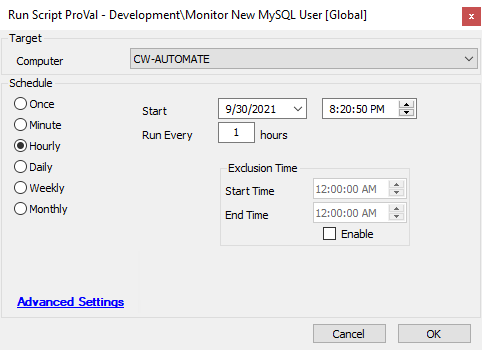 Run Script ProVal - Development\Monitor New MySQL User [Global]
Target
Computer CW-AUTOMATE
Schedule
Once
Start 9/30/2021 8:20:50 PM
Minute
Run Every 1 hours
Hourly
Daily
Exclusion Time
Weekly
Start Time 12:00:00 AM
Monthly
End Time 12:00:00 AM
Enable
Advanced Settings
Cancel OK